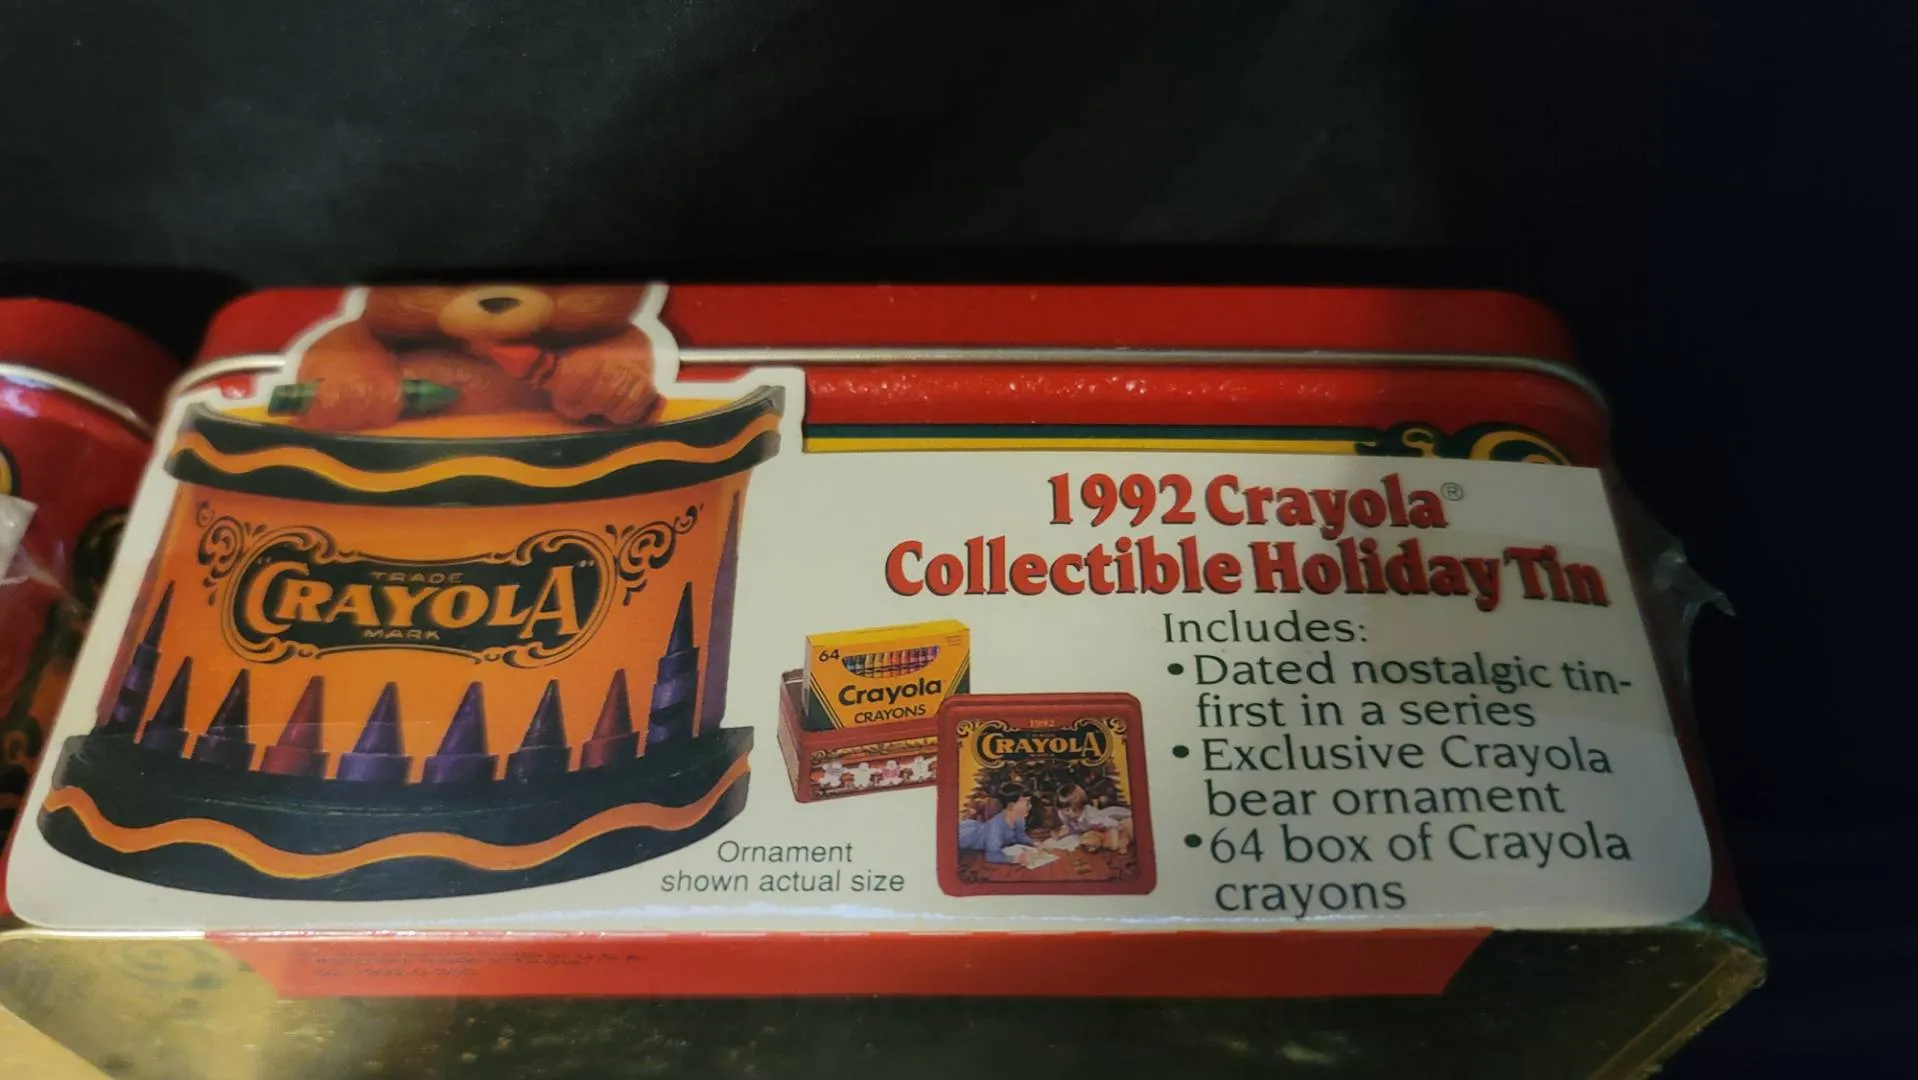 1992 Crayola®
Collectible Holiday Tin
Includes:
•Dated nostalgic tin-
first in a series
•Exclusive Crayola
bear ornament
•64 box of Crayola
crayons
TRADE
"CRAYOLA"
MARK
64
Crayola
CRAYONS
1992
CRAYOLA
Ornament
shown actual size